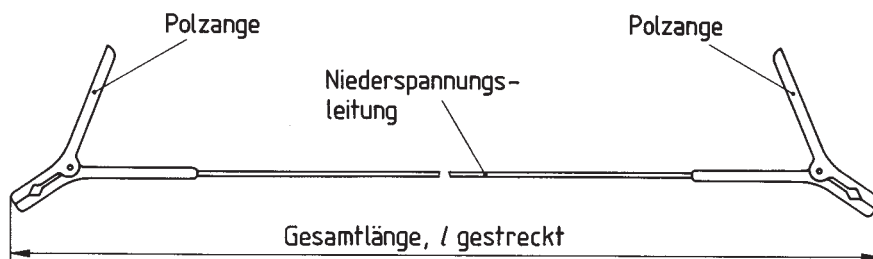 Polzange
Polzange
Niederspannungs-
leitung
Gesamtlänge, l gestreckt